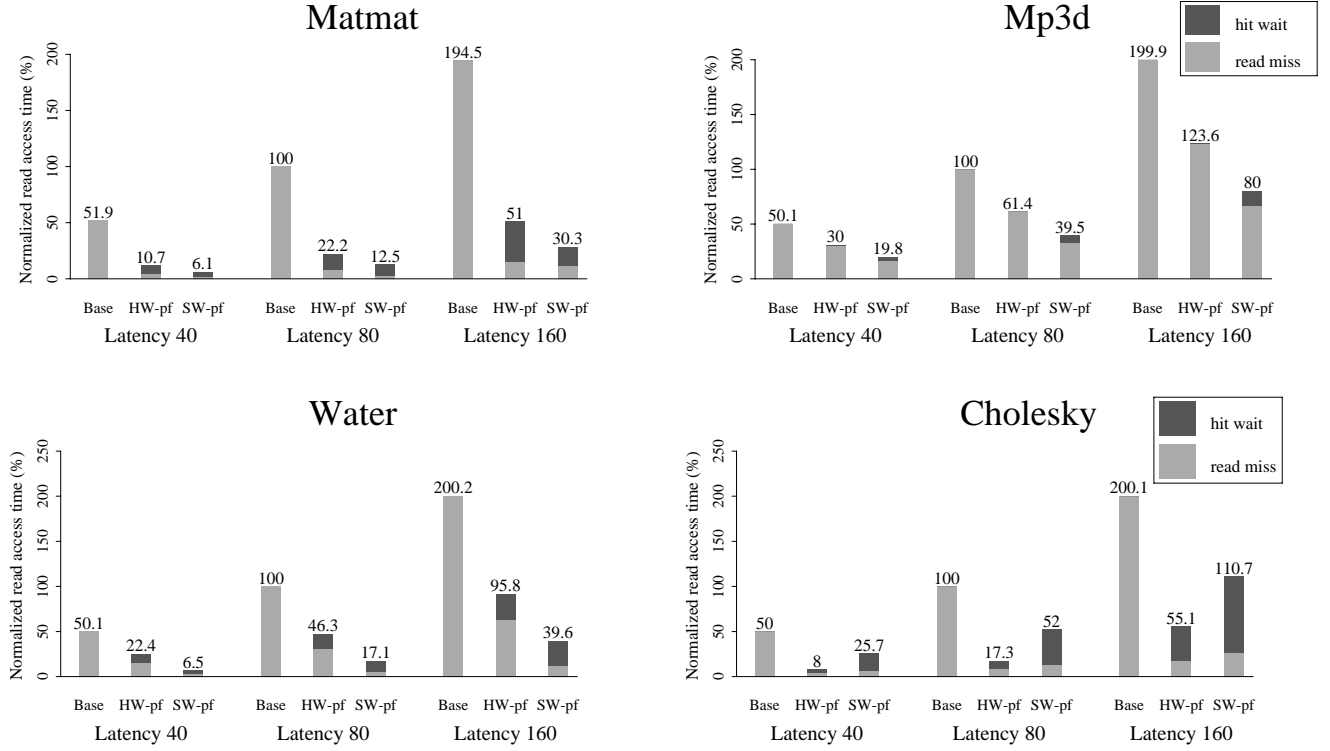 Matmat
Normalized read access time (%)
200
150
100
50
0
51.9
10.7
6.1
100
22.2
12.5
194.5
51
30.3
Base HW-pf SW-pf Base HW-pf SW-pf Base HW-pf SW-pf
Latency 40 Latency 80 Latency 160
Mp3d
hit wait
read miss
Normalized read access time (%)
200
150
100
50
0
50.1
30
19.8
100
61.4
39.5
199.9
123.6
80
Base HW-pf SW-pf Base HW-pf SW-pf Base HW-pf SW-pf
Latency 40 Latency 80 Latency 160
Water
Normalized read access time (%)
250
200
150
100
50
0
50.1
22.4
6.5
100
46.3
17.1
200.2
95.8
39.6
Base HW-pf SW-pf Base HW-pf SW-pf Base HW-pf SW-pf
Latency 40 Latency 80 Latency 160
Cholesky
hit wait
read miss
Normalized read access time (%)
250
200
150
100
50
0
50
8
25.7
100
17.3
52
200.1
55.1
110.7
Base HW-pf SW-pf Base HW-pf SW-pf Base HW-pf SW-pf
Latency 40 Latency 80 Latency 160